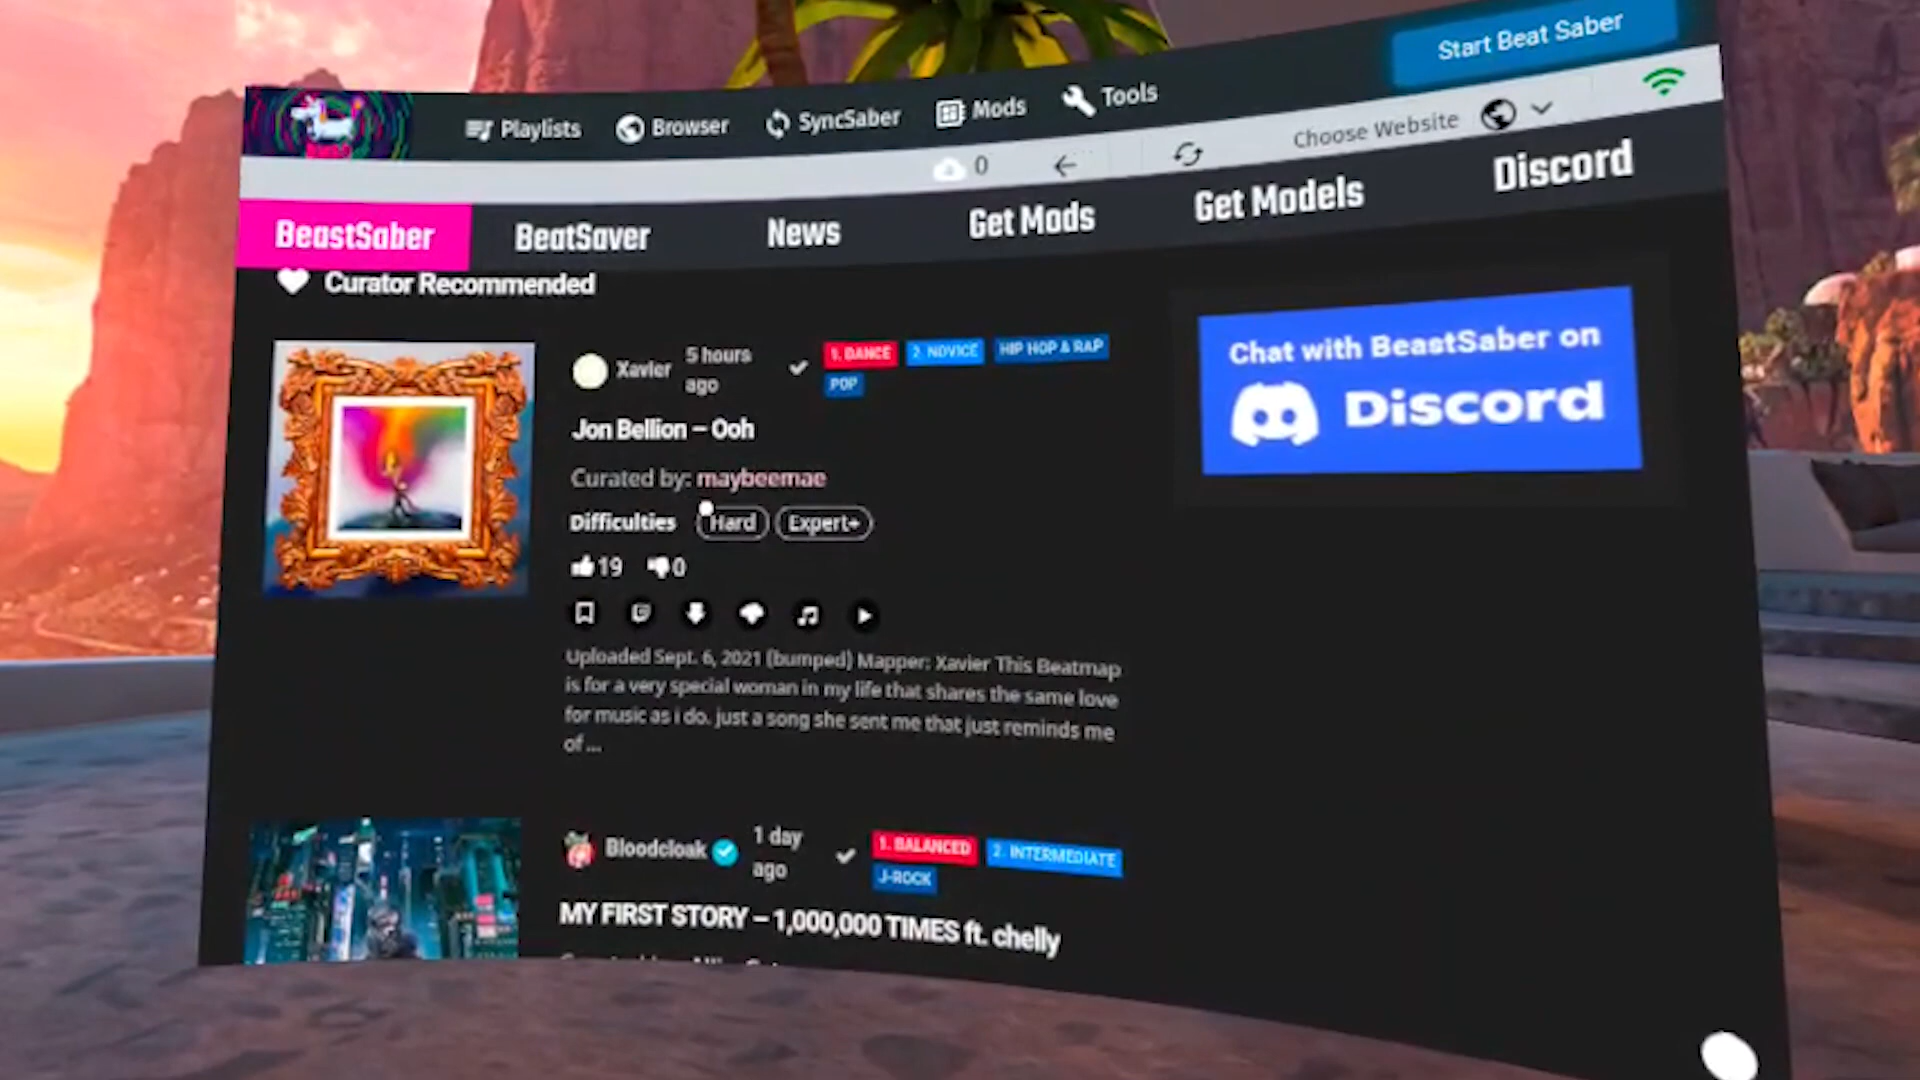 Start Beat Saber
Playlists Browser SyncSaber Mods Tools
0 Choose Website
BeastSaber BeatSaver News Get Mods Get Models Discord
Curator Recommended
Xavier 5 hours ago 1. DANCE 2. NOVICE HIP HOP & RAP
POP
Jon Bellion – Ooh
Curated by: maybeemae
Difficulties Hard Expert+
19 0
Uploaded Sept. 6, 2021 (bumped) Mapper: Xavier This Beatmap
is for a very special woman in my life that shares the same love
for music as i do. just a song she sent me that just reminds me
of ...
Chat with BeastSaber on
Discord
Bloodcloak 1 day ago 1. BALANCED 2. INTERMEDIATE
J-ROCK
MY FIRST STORY – 1,000,000 TIMES ft. chelly